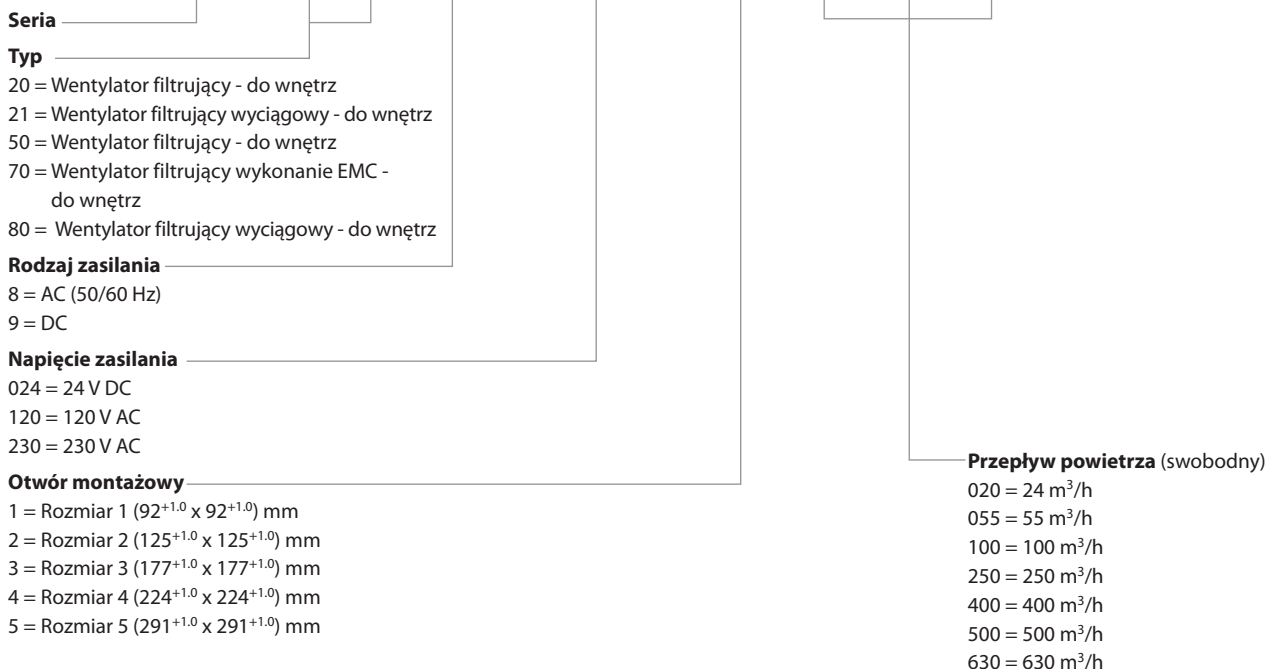 Seria
Typ
20 = Wentylator filtrujący - do wnętrz
21 = Wentylator filtrujący wyciągowy - do wnętrz
50 = Wentylator filtrujący - do wnętrz
70 = Wentylator filtrujący wykonanie EMC -
do wnętrz
80 = Wentylator filtrujący wyciągowy - do wnętrz
Rodzaj zasilania
8 = AC (50/60 Hz)
9 = DC
Napięcie zasilania
024 = 24 V DC
120 = 120 V AC
230 = 230 V AC
Otwór montażowy
1 = Rozmiar 1 (92⁺¹·⁰ x 92⁺¹·⁰) mm
2 = Rozmiar 2 (125⁺¹·⁰ x 125⁺¹·⁰) mm
3 = Rozmiar 3 (177⁺¹·⁰ x 177⁺¹·⁰) mm
4 = Rozmiar 4 (224⁺¹·⁰ x 224⁺¹·⁰) mm
5 = Rozmiar 5 (291⁺¹·⁰ x 291⁺¹·⁰) mm
Przepływ powietrza (swobodny)
020 = 24 m³/h
055 = 55 m³/h
100 = 100 m³/h
250 = 250 m³/h
400 = 400 m³/h
500 = 500 m³/h
630 = 630 m³/h